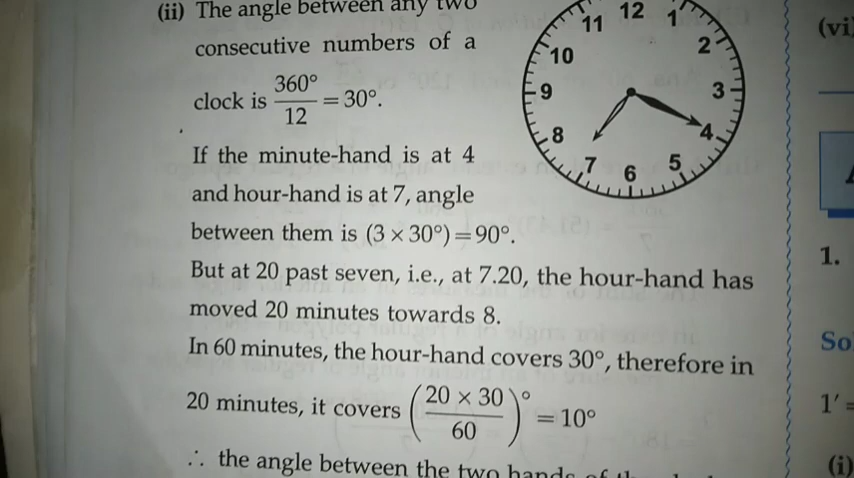 (ii) The angle between any two
consecutive numbers of a
clock is 360°/12 = 30°.
If the minute-hand is at 4
and hour-hand is at 7, angle
between them is (3 × 30°) = 90°.
But at 20 past seven, i.e., at 7.20, the hour-hand has
moved 20 minutes towards 8.
In 60 minutes, the hour-hand covers 30°, therefore in
20 minutes, it covers (20 × 30/60)° = 10°
∴ the angle between the two hands of
12
1
2
3
4
5
6
7
8
9
10
11
(vi)
1.
So
1′ =
(i)